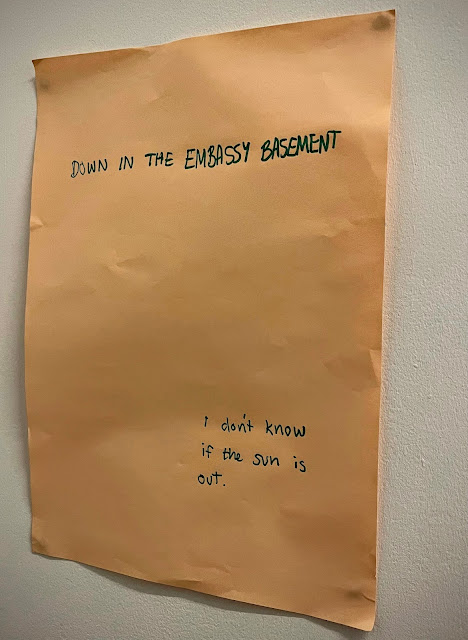 DOWN IN THE EMBASSY BASEMENT
i don't know
if the sun is
out.